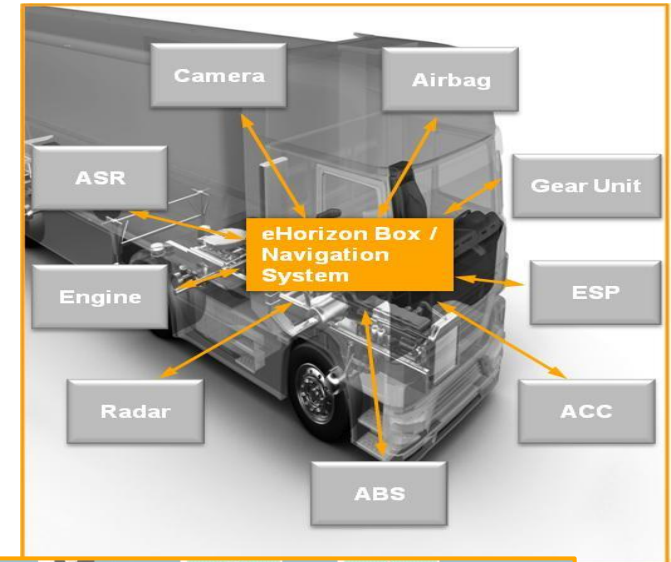 Camera
Airbag
ASR
Gear Unit
eHorizon Box /
Navigation
System
Engine
ESP
Radar
ACC
ABS